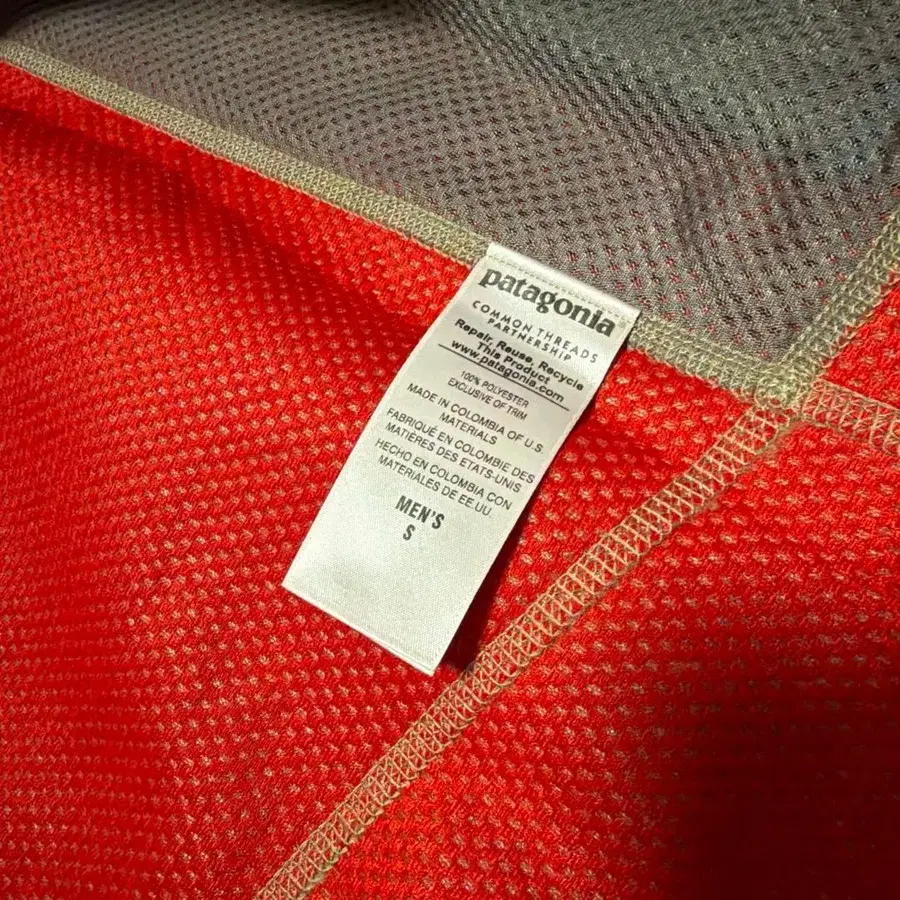 patagonia
COMMON THREADS
PARTNERSHIP
Repair, Reuse, Recycle
This Product
www.patagonia.com
100% POLYESTER
EXCLUSIVE OF TRIM
MADE IN COLOMBIA OF U.S.
MATERIALS
FABRIQUÉ EN COLOMBIE DES
MATIÈRES DES ETATS-UNIS
HECHO EN COLOMBIA CON
MATERIALES DE EE.UU.
MEN'S
S